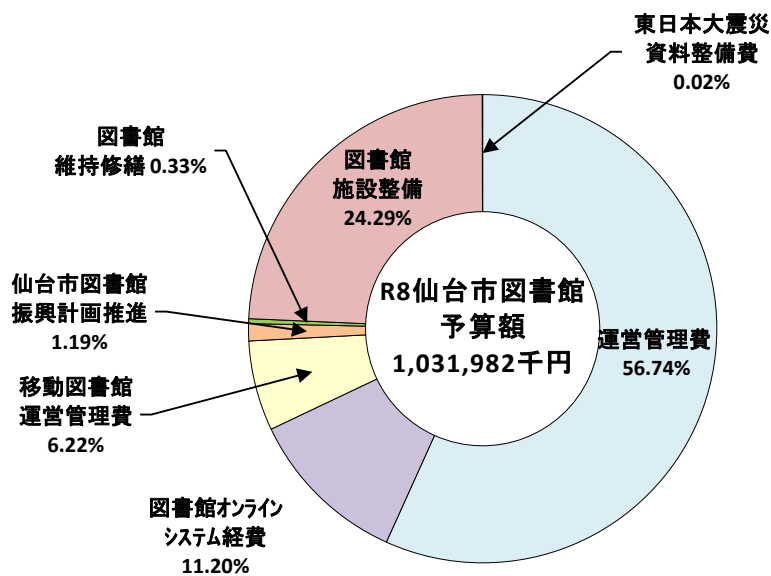 東日本大震災
資料整備費
0.02%
図書館
維持修繕 0.33%
図書館
施設整備
24.29%
仙台市図書館
振興計画推進
1.19%
R8仙台市図書館
予算額
1,031,982千円
運営管理費
56.74%
移動図書館
運営管理費
6.22%
図書館オンライン
システム経費
11.20%